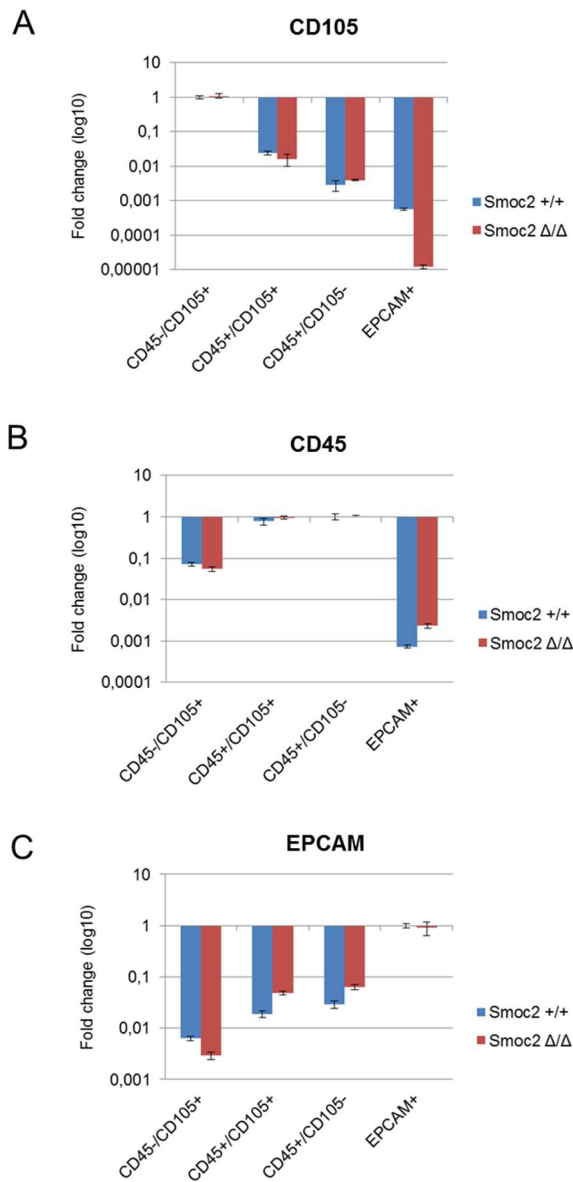 A
CD105
Fold change (log10)
10
1
0,1
0,01
0,001
0,0001
0,00001
CD45-/CD105+
CD45+/CD105+
CD45+/CD105-
EPCAM+
Smoc2 +/+
Smoc2 Δ/Δ
B
CD45
Fold change (log10)
10
1
0,1
0,01
0,001
0,0001
CD45-/CD105+
CD45+/CD105+
CD45+/CD105-
EPCAM+
Smoc2 +/+
Smoc2 Δ/Δ
C
EPCAM
Fold change (log10)
10
1
0,1
0,01
0,001
CD45-/CD105+
CD45+/CD105+
CD45+/CD105-
EPCAM+
Smoc2 +/+
Smoc2 Δ/Δ